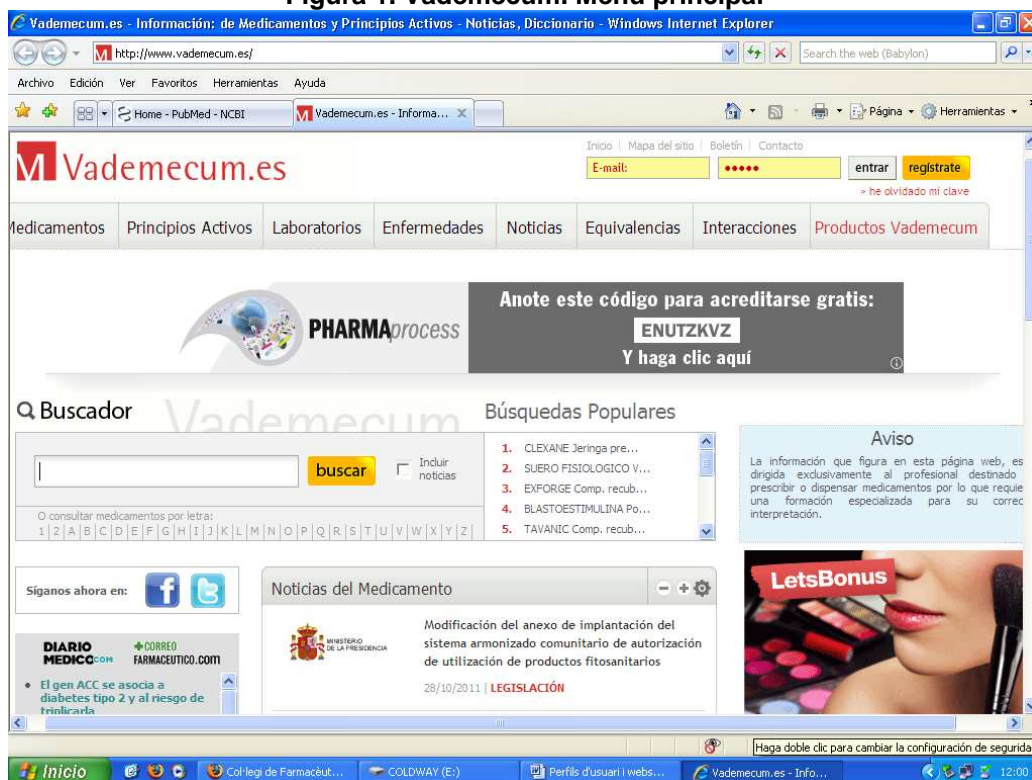 Figura 1. Vademecum. Menú principal
Vademecum.es - Información: de Medicamentos y Principios Activos - Noticias, Diccionario - Windows Internet Explorer
http://www.vademecum.es/
Search the web (Babylon)
Archivo Edición Ver Favoritos Herramientas Ayuda
Home - PubMed - NCBI
Vademecum.es - Informa...
Página Herramientas
Inicio | Mapa del sitio | Boletín | Contacto
Vademecum.es
E-mail: ●●●●● entrar regístrate
» he olvidado mi clave
Medicamentos Principios Activos Laboratorios Enfermedades Noticias Equivalencias Interacciones Productos Vademecum
PHARMAprocess
Anote este código para acreditarse gratis:
ENUTZKVZ
Y haga clic aquí
Buscador
Vademecum
buscar
Incluir
noticias
O consultar medicamentos por letra:
1 | 2 | A | B | C | D | E | F | G | H | I | J | K | L | M | N | O | P | Q | R | S | T | U | V | W | X | Y | Z |
Búsquedas Populares
1. CLEXANE Jeringa pre...
2. SUERO FISIOLOGICO V...
3. EXFORGE Comp. recub...
4. BLASTOESTIMULINA Po...
5. TAVANIC Comp. recub...
Aviso
La información que figura en esta página web, es
dirigida exclusivamente al profesional destinado
prescribir o dispensar medicamentos por lo que requie
una formación especializada para su correc
interpretación.
Síganos ahora en:
DIARIO
MEDICO.COM
CORREO
FARMACEUTICO.COM
• El gen ACC se
asocia a
diabetes tipo
2 y al riesgo de
triplicarla
Noticias del Medicamento
MINISTERIO
DE LA PRESIDENCIA
Modificación del anexo de implantación del
sistema armonizado comunitario de autorización
de utilización de productos fitosanitarios
28/10/2011 | LEGISLACIÓN
LetsBonus
Haga doble clic para cambiar la configuración de segurida
Inicio
Col·legi de Farmacèut...
COLDWAY (E:)
Perfils d'usuari i webs...
Vademecum.es - Info...
12:00